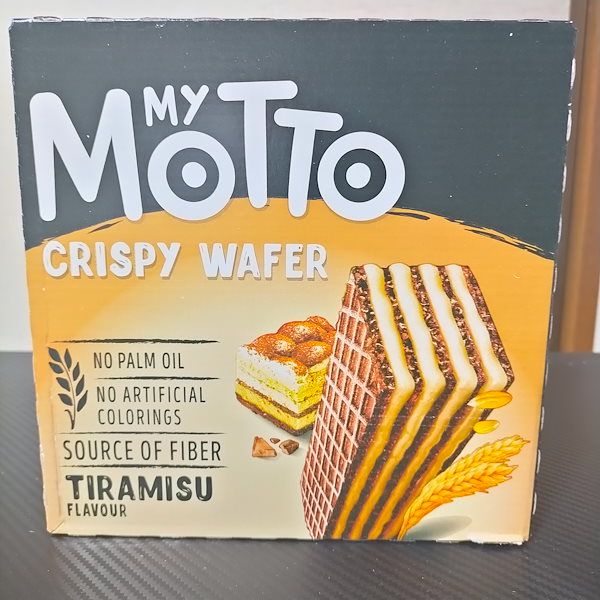 MY
MOTTO
CRISPY WAFER
NO PALM OIL
NO ARTIFICIAL
COLORINGS
SOURCE OF FIBER
TIRAMISU
FLAVOUR